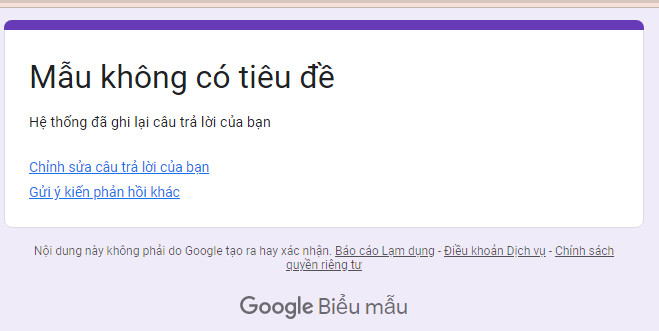 Mẫu không có tiêu đề
Hệ thống đã ghi lại câu trả lời của bạn
Chỉnh sửa câu trả lời của bạn
Gửi ý kiến phản hồi khác
Nội dung này không phải do Google tạo ra hay xác nhận. Báo cáo Lạm dụng - Điều khoản Dịch vụ - Chính sách
quyền riêng tư
Google Biểu mẫu